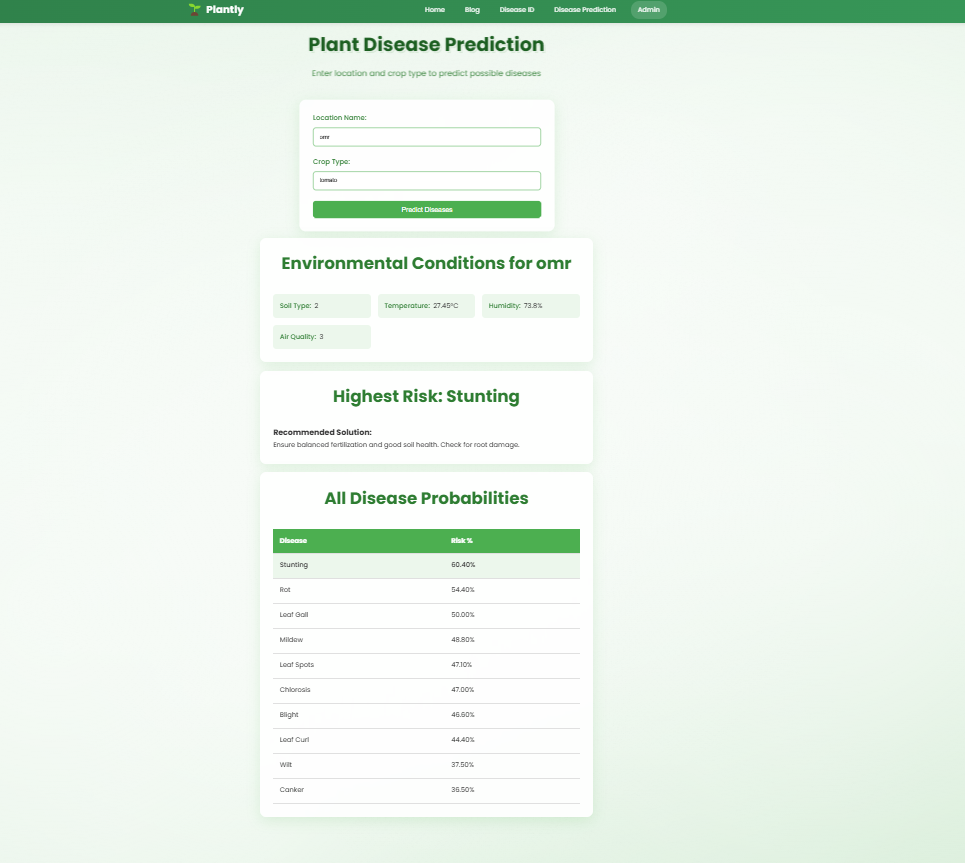 Plantly
Home Blog Disease ID Disease Prediction Admin
Plant Disease Prediction
Enter location and crop type to predict possible diseases
Location Name:
omr
Crop Type:
tomato
Predict Diseases
Environmental Conditions for omr
Soil Type: 2 Temperature: 27.45°C Humidity: 73.8%
Air Quality: 3
Highest Risk: Stunting
Recommended Solution:
Ensure balanced fertilization and good soil health. Check for root damage.
All Disease Probabilities
Disease Risk %
Stunting 60.40%
Rot 54.40%
Leaf Gall 50.00%
Mildew 48.80%
Leaf Spots 47.10%
Chlorosis 47.00%
Blight 46.60%
Leaf Curl 44.40%
Wilt 37.50%
Canker 36.50%